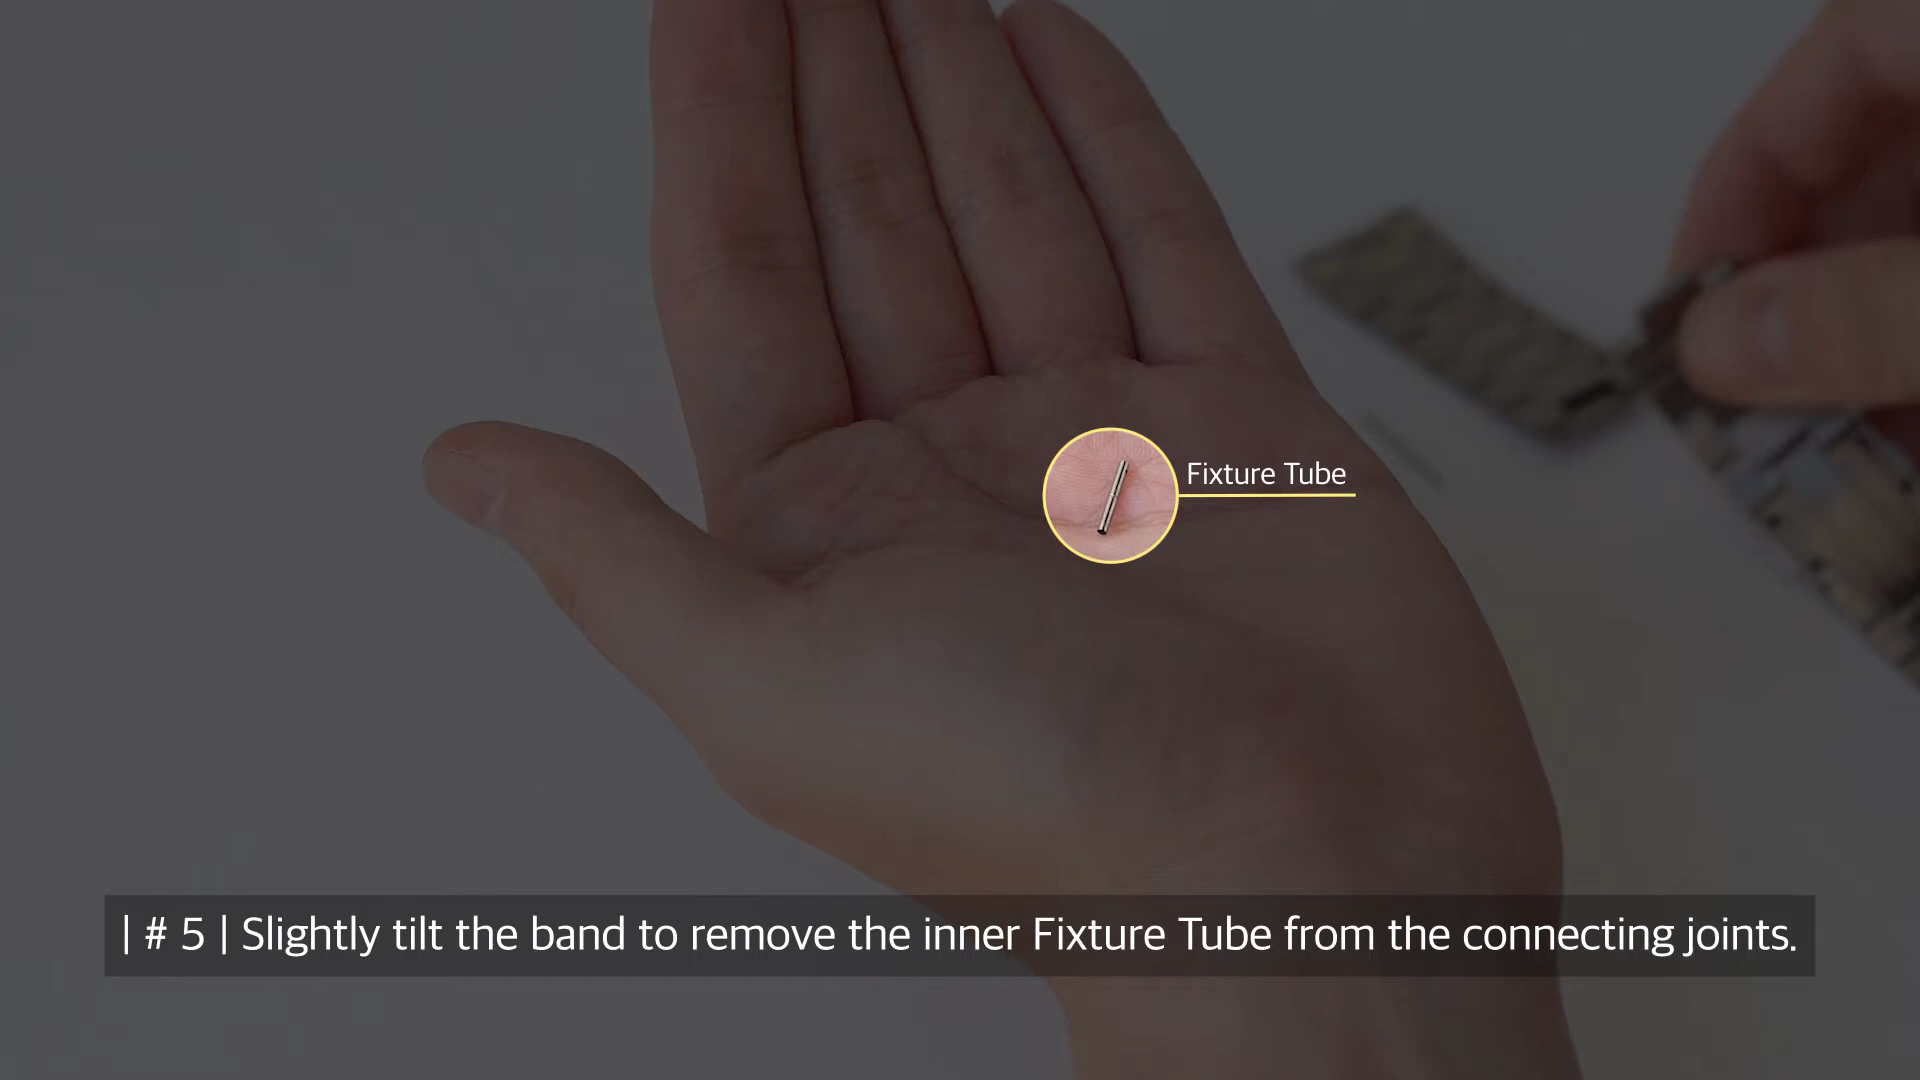 Fixture Tube
| # 5 | Slightly tilt the band to remove the inner Fixture Tube from the connecting joints.